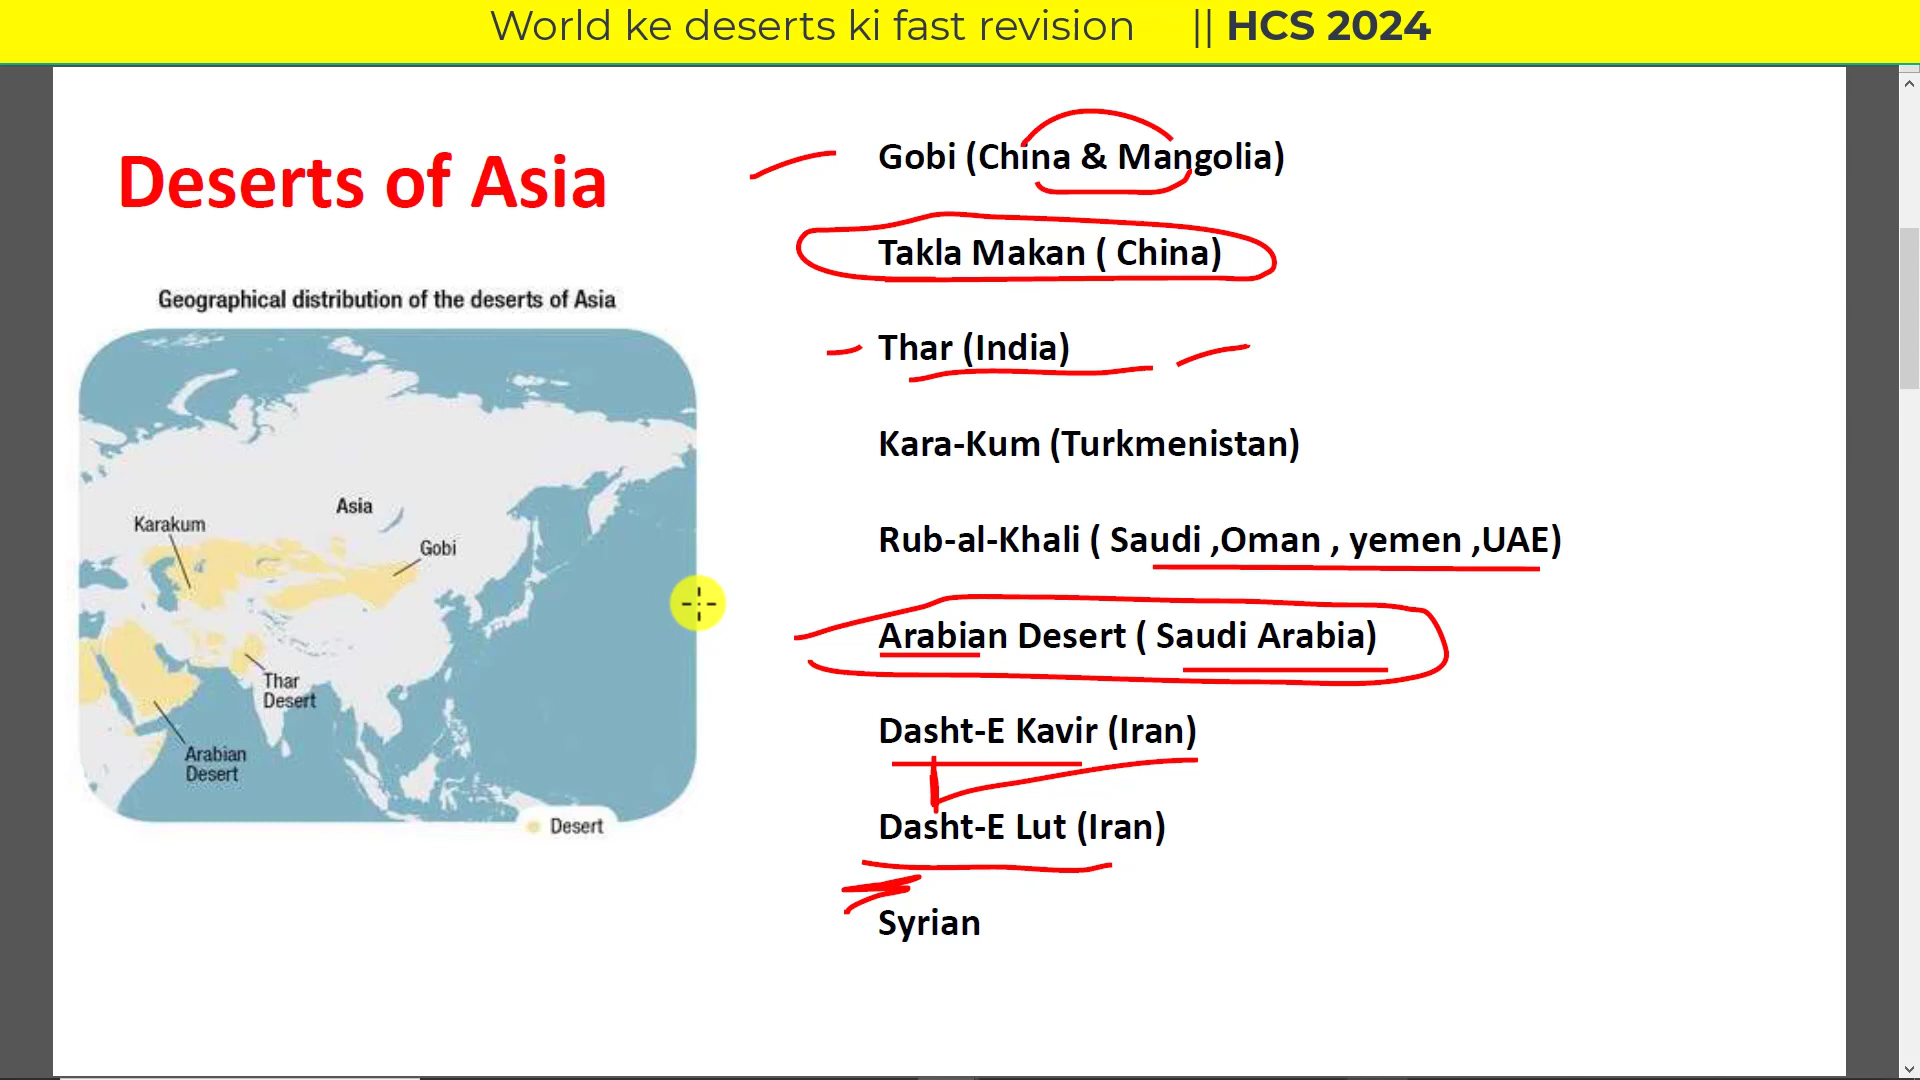 World ke deserts ki fast revision || HCS 2024
Deserts of Asia
Geographical distribution of the deserts of Asia
Asia
Karakum
Gobi
Thar
Desert
Arabian
Desert
Desert
Gobi (China & Mangolia)
Takla Makan ( China)
Thar (India)
Kara-Kum (Turkmenistan)
Rub-al-Khali ( Saudi ,Oman , yemen ,UAE)
Arabian Desert ( Saudi Arabia)
Dasht-E Kavir (Iran)
Dasht-E Lut (Iran)
Syrian